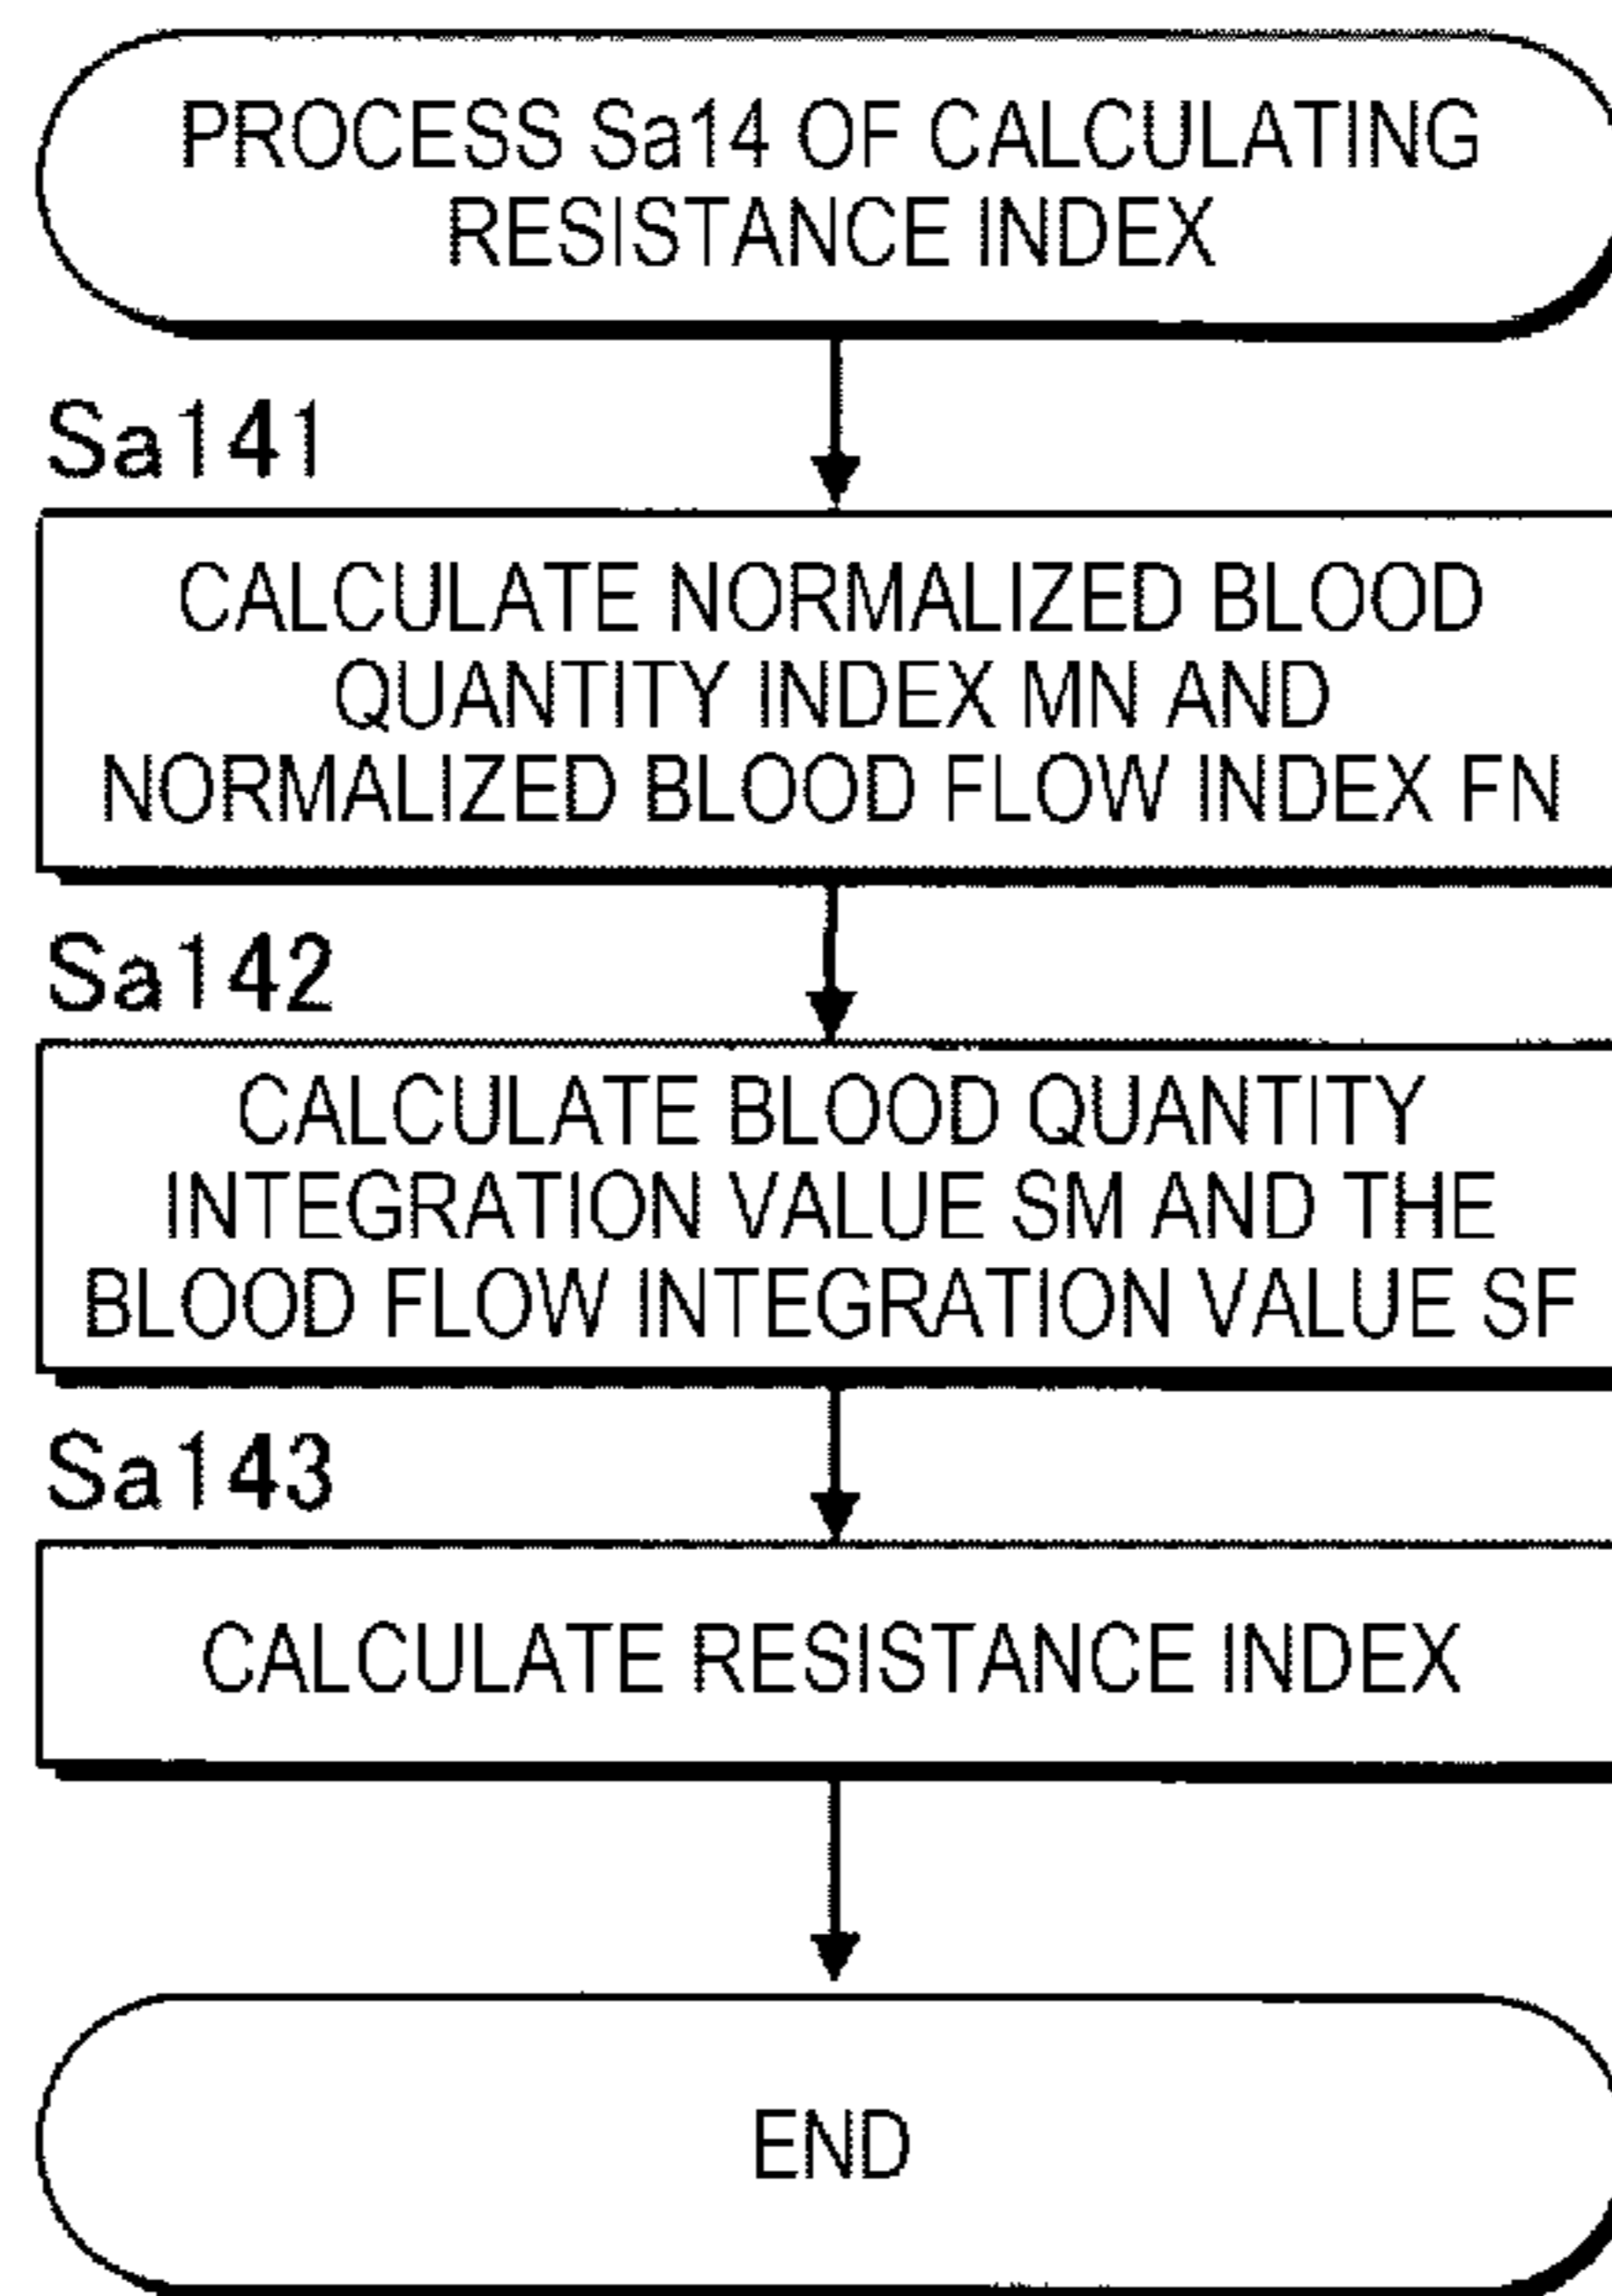 PROCESS Sa14 OF CALCULATING
RESISTANCE INDEX
Sa141
CALCULATE NORMALIZED BLOOD
QUANTITY INDEX MN AND
NORMALIZED BLOOD FLOW INDEX FN
Sa142
CALCULATE BLOOD QUANTITY
INTEGRATION VALUE SM AND THE
BLOOD FLOW INTEGRATION VALUE SF
Sa143
CALCULATE RESISTANCE INDEX
END